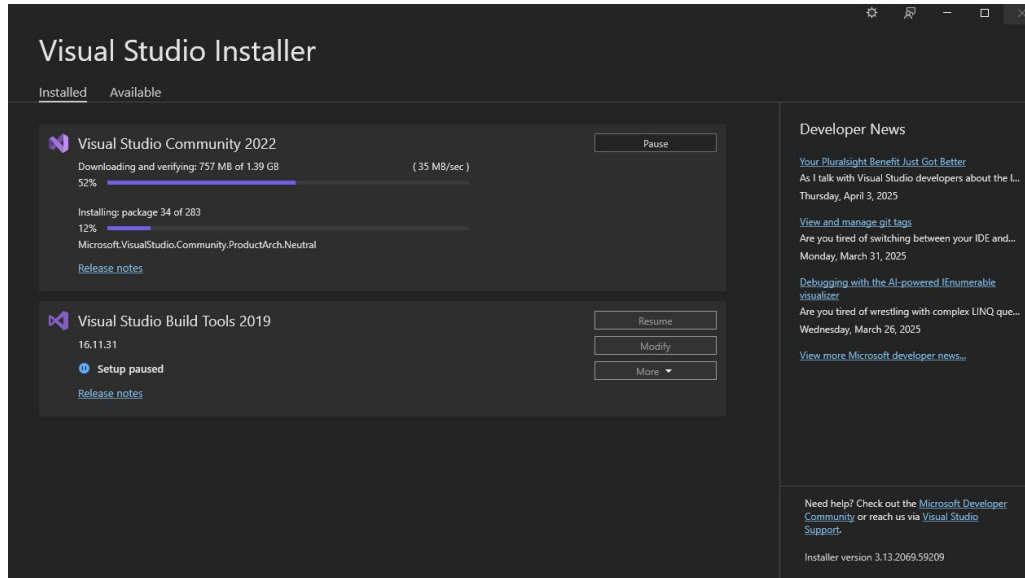 Visual Studio Installer
Installed
Available
Visual Studio Community 2022
Pause
Downloading and verifying: 757 MB of 1.39 GB
( 35 MB/sec )
52%
Installing: package 34 of 283
12%
Microsoft.VisualStudio.Community.ProductArch.Neutral
Release notes
Visual Studio Build Tools 2019
Resume
16.11.31
Modify
Setup paused
More
Release notes
Developer News
Your Pluralsight Benefit Just Got Better
As I talk with Visual Studio developers about the I...
Thursday, April 3, 2025
View and manage git tags
Are you tired of switching between your IDE and...
Monday, March 31, 2025
Debugging with the AI-powered IEnumerable
visualizer
Are you tired of wrestling with complex LINQ que...
Wednesday, March 26, 2025
View more Microsoft developer news...
Need help? Check out the Microsoft Developer
Community or reach us via Visual Studio
Support.
Installer version 3.13.2069.59209